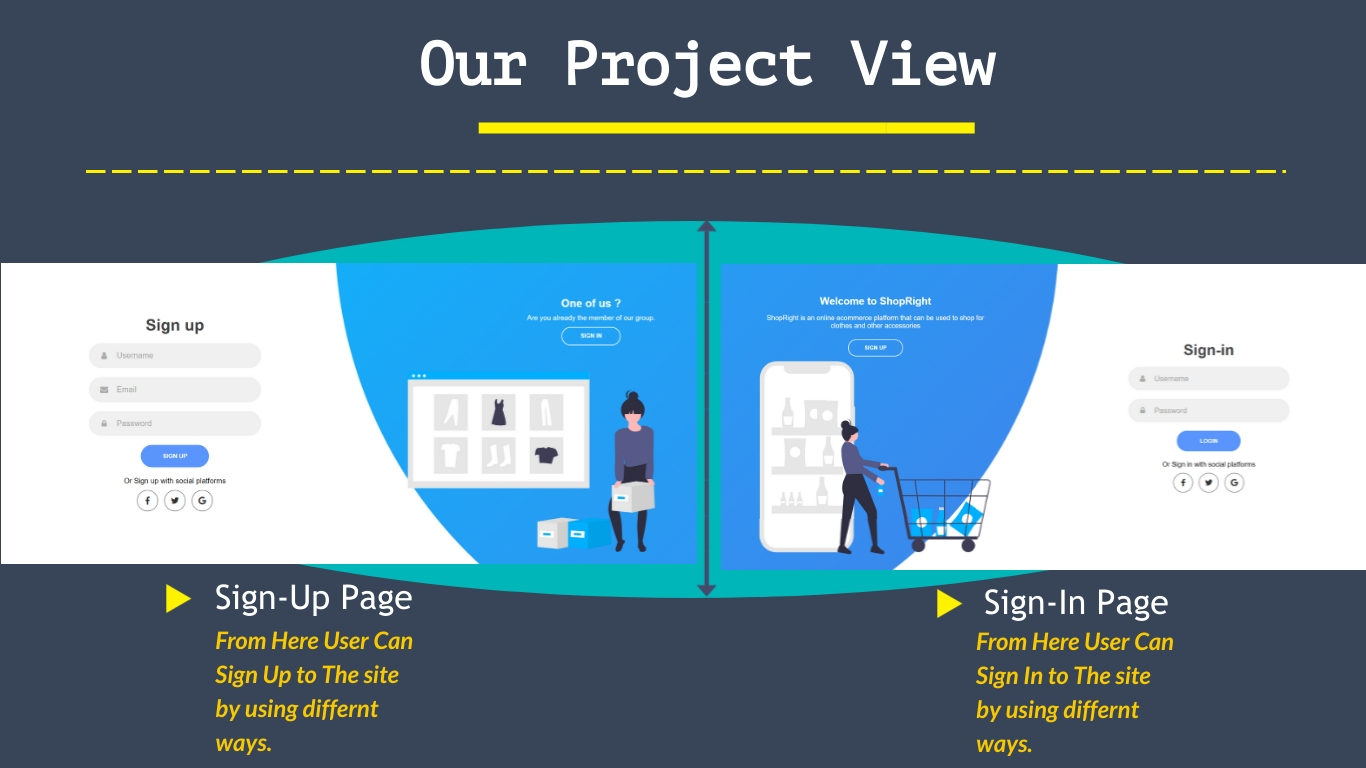 Our Project View
Sign up
Username
Email
Password
SIGN UP
Or Sign up with social platforms
One of us ?
Are you already the member of our group.
SIGN IN
Welcome to ShopRight
ShopRight is an online ecommerce platform that can be used to shop for
clothes and other accessories
SIGN UP
Sign-in
Username
Password
LOGIN
Or Sign in with social platforms
Sign-Up Page
From Here User Can
Sign Up to The site
by using differnt
ways.
Sign-In Page
From Here User Can
Sign In to The site
by using differnt
ways.